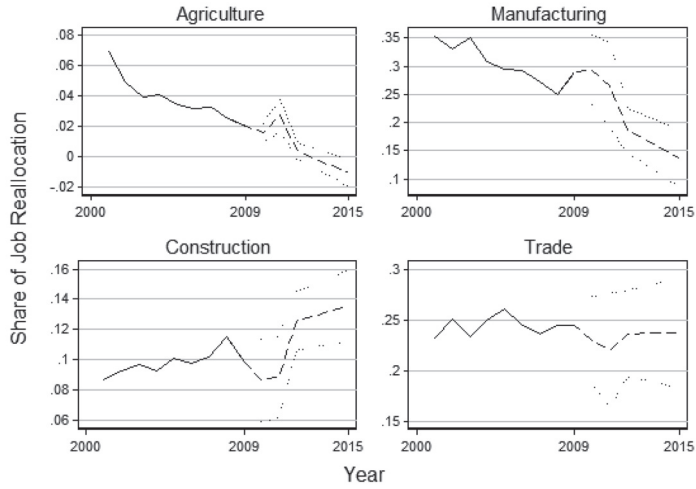 Agriculture
.08
.06
.04
.02
0
-.02
2000 2009 2015
Manufacturing
.35
.3
.25
.2
.15
.1
2000 2009 2015
Construction
.16
.14
.12
.1
.08
.06
2000 2009 2015
Trade
.3
.25
.2
.15
2000 2009 2015
Share of Job Reallocation
Year